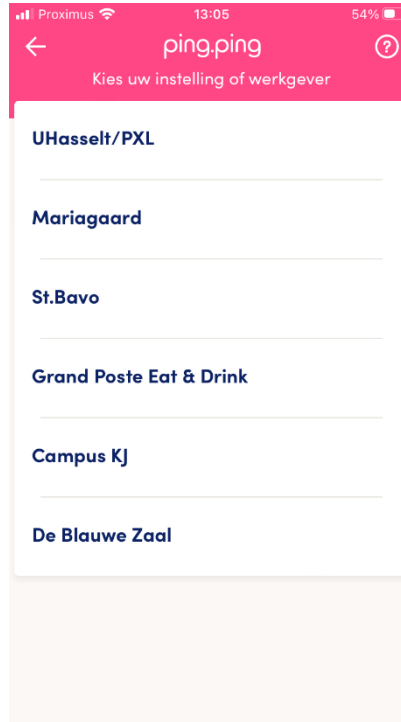 Proximus 13:05 54%
ping.ping
?
Kies uw instelling of werkgever
UHasselt/PXL
Mariagaard
St.Bavo
Grand Poste Eat & Drink
Campus KJ
De Blauwe Zaal